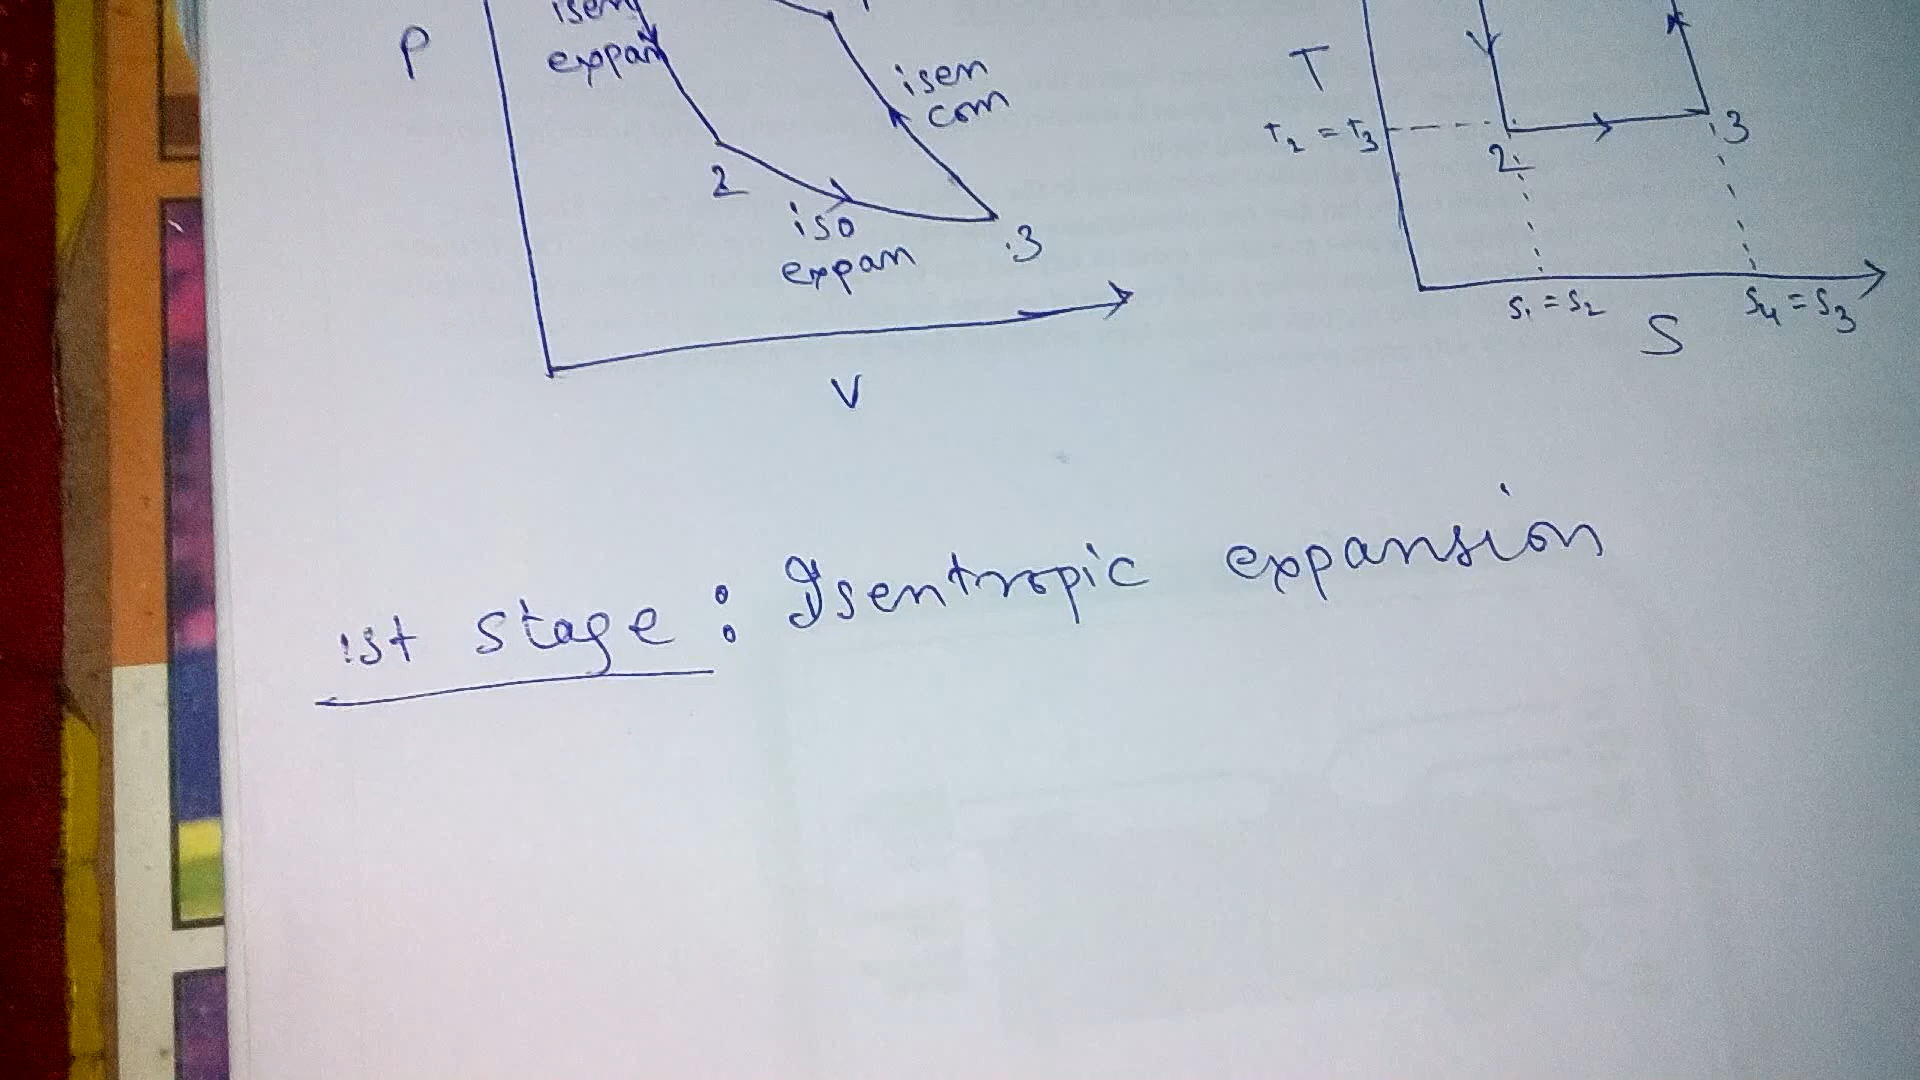 isen
expan
P
isen
com
2
iso
expan
.3
V
T
T₂ = T₃
2
.3
S₁ = S₂
S₄ = S₃
S
1st stage : Isentropic expansion